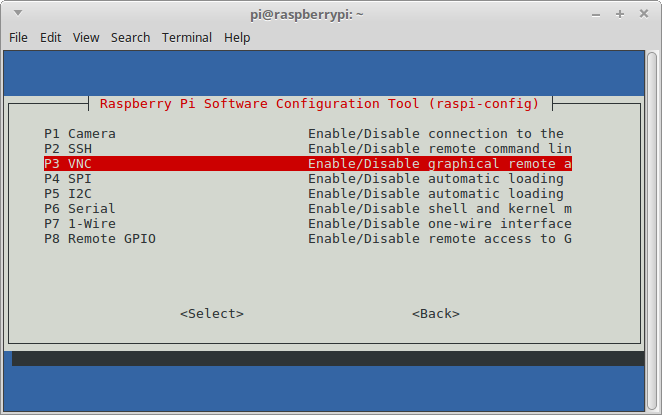 pi@raspberrypi: ~
File Edit View Search Terminal Help
Raspberry Pi Software Configuration Tool (raspi-config)
P1 Camera Enable/Disable connection to the
P2 SSH Enable/Disable remote command lin
P3 VNC Enable/Disable graphical remote a
P4 SPI Enable/Disable automatic loading
P5 I2C Enable/Disable automatic loading
P6 Serial Enable/Disable shell and kernel m
P7 1-Wire Enable/Disable one-wire interface
P8 Remote GPIO Enable/Disable remote access to G
<Select> <Back>